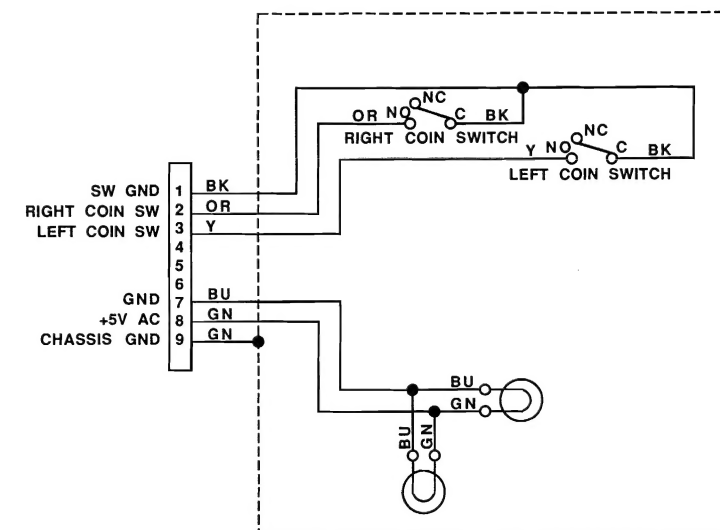 NC
OR NO C BK
RIGHT COIN SWITCH
NC
Y NO C BK
LEFT COIN SWITCH
SW GND 1 BK
RIGHT COIN SW 2 OR
LEFT COIN SW 3 Y
4
5
6
GND 7 BU
+5V AC 8 GN
CHASSIS GND 9 GN
BU
GN
BU
GN